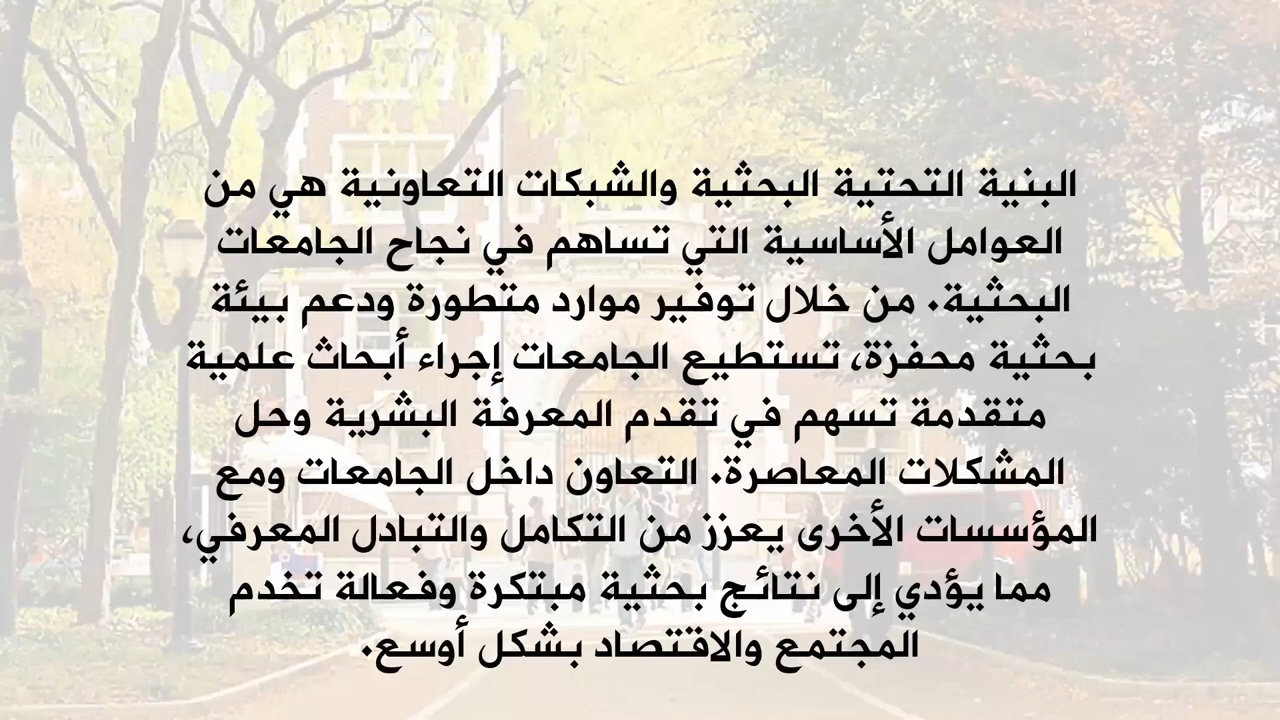 البنية التحتية البحثية والشبكات التعاونية هي من
العوامل الأساسية التي تساهم في نجاح الجامعات
البحثية. من خلال توفير موارد متطورة ودعم بيئة
بحثية محفزة، تستطيع الجامعات إجراء أبحاث علمية
متقدمة تسهم في تقدم المعرفة البشرية وحل
المشكلات المعاصرة. التعاون داخل الجامعات ومع
المؤسسات الأخرى يعزز من التكامل والتبادل المعرفي،
مما يؤدي إلى نتائج بحثية مبتكرة وفعالة تخدم
المجتمع والاقتصاد بشكل أوسع.